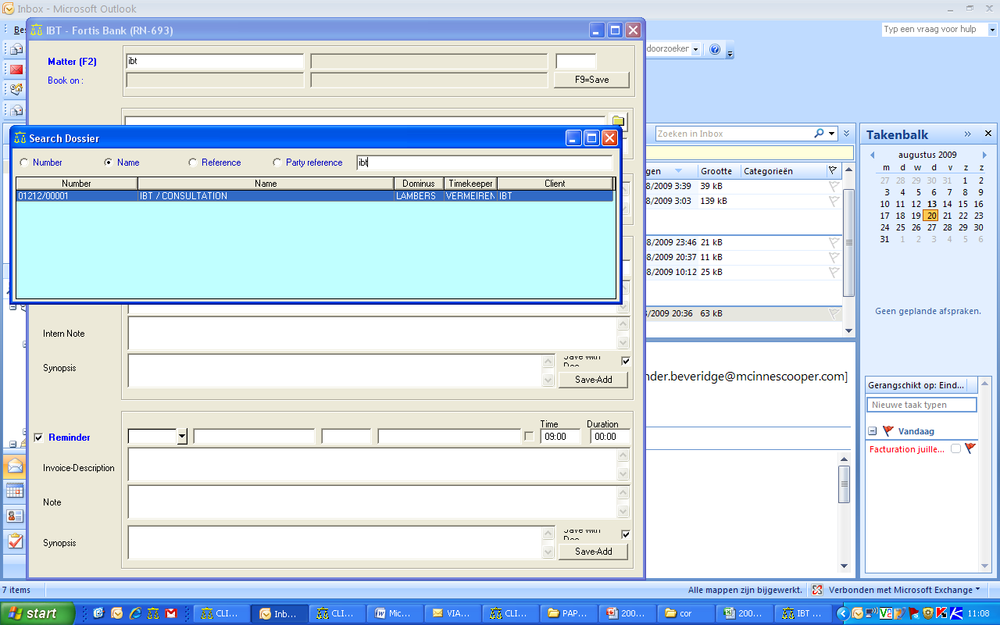 Inbox - Microsoft Outlook
Bes
Typ een vraag voor hulp
doorzoeker
IBT - Fortis Bank (RN-693)
Matter (F2)
ibt
Book on :
F9=Save
Search Dossier
Number
Name
Reference
Party reference
ibt
Number Name Dominus Timekeeper Client
01212/00001 IBT / CONSULTATION LAMBERS VERMEIREN IBT
Intern Note
Synopsis
Save-Add
Reminder
Time
09:00
Duration
00:00
Invoice-Description
Note
Synopsis
Save-Add
Zoeken in Inbox
gen Grootte Categorieën
8/2009 3:39 39 kB
8/2009 3:03 139 kB
8/2009 23:46 21 kB
8/2009 20:37 11 kB
8/2009 10:12 25 kB
/2009 20:36 63 kB
nder.beveridge@mcinnescooper.com]
Takenbalk
augustus 2009
m d w d v z z
27 28 29 30 31 1 2
3 4 5 6 7 8 9
10 11 12 13 14 15 16
17 18 19 20 21 22 23
24 25 26 27 28 29 30
31 1 2 3 4 5 6
Geen geplande afspraken.
Gerangschikt op: Eind...
Nieuwe taak typen
Vandaag
Facturation juille...
7 items
Alle mappen zijn bijgewerkt.
Verbonden met Microsoft Exchange
start
CLI...
Inb...
CLI...
Mic...
VIA...
CLI...
PAP...
200...
cor
200...
IBT ...
11:08